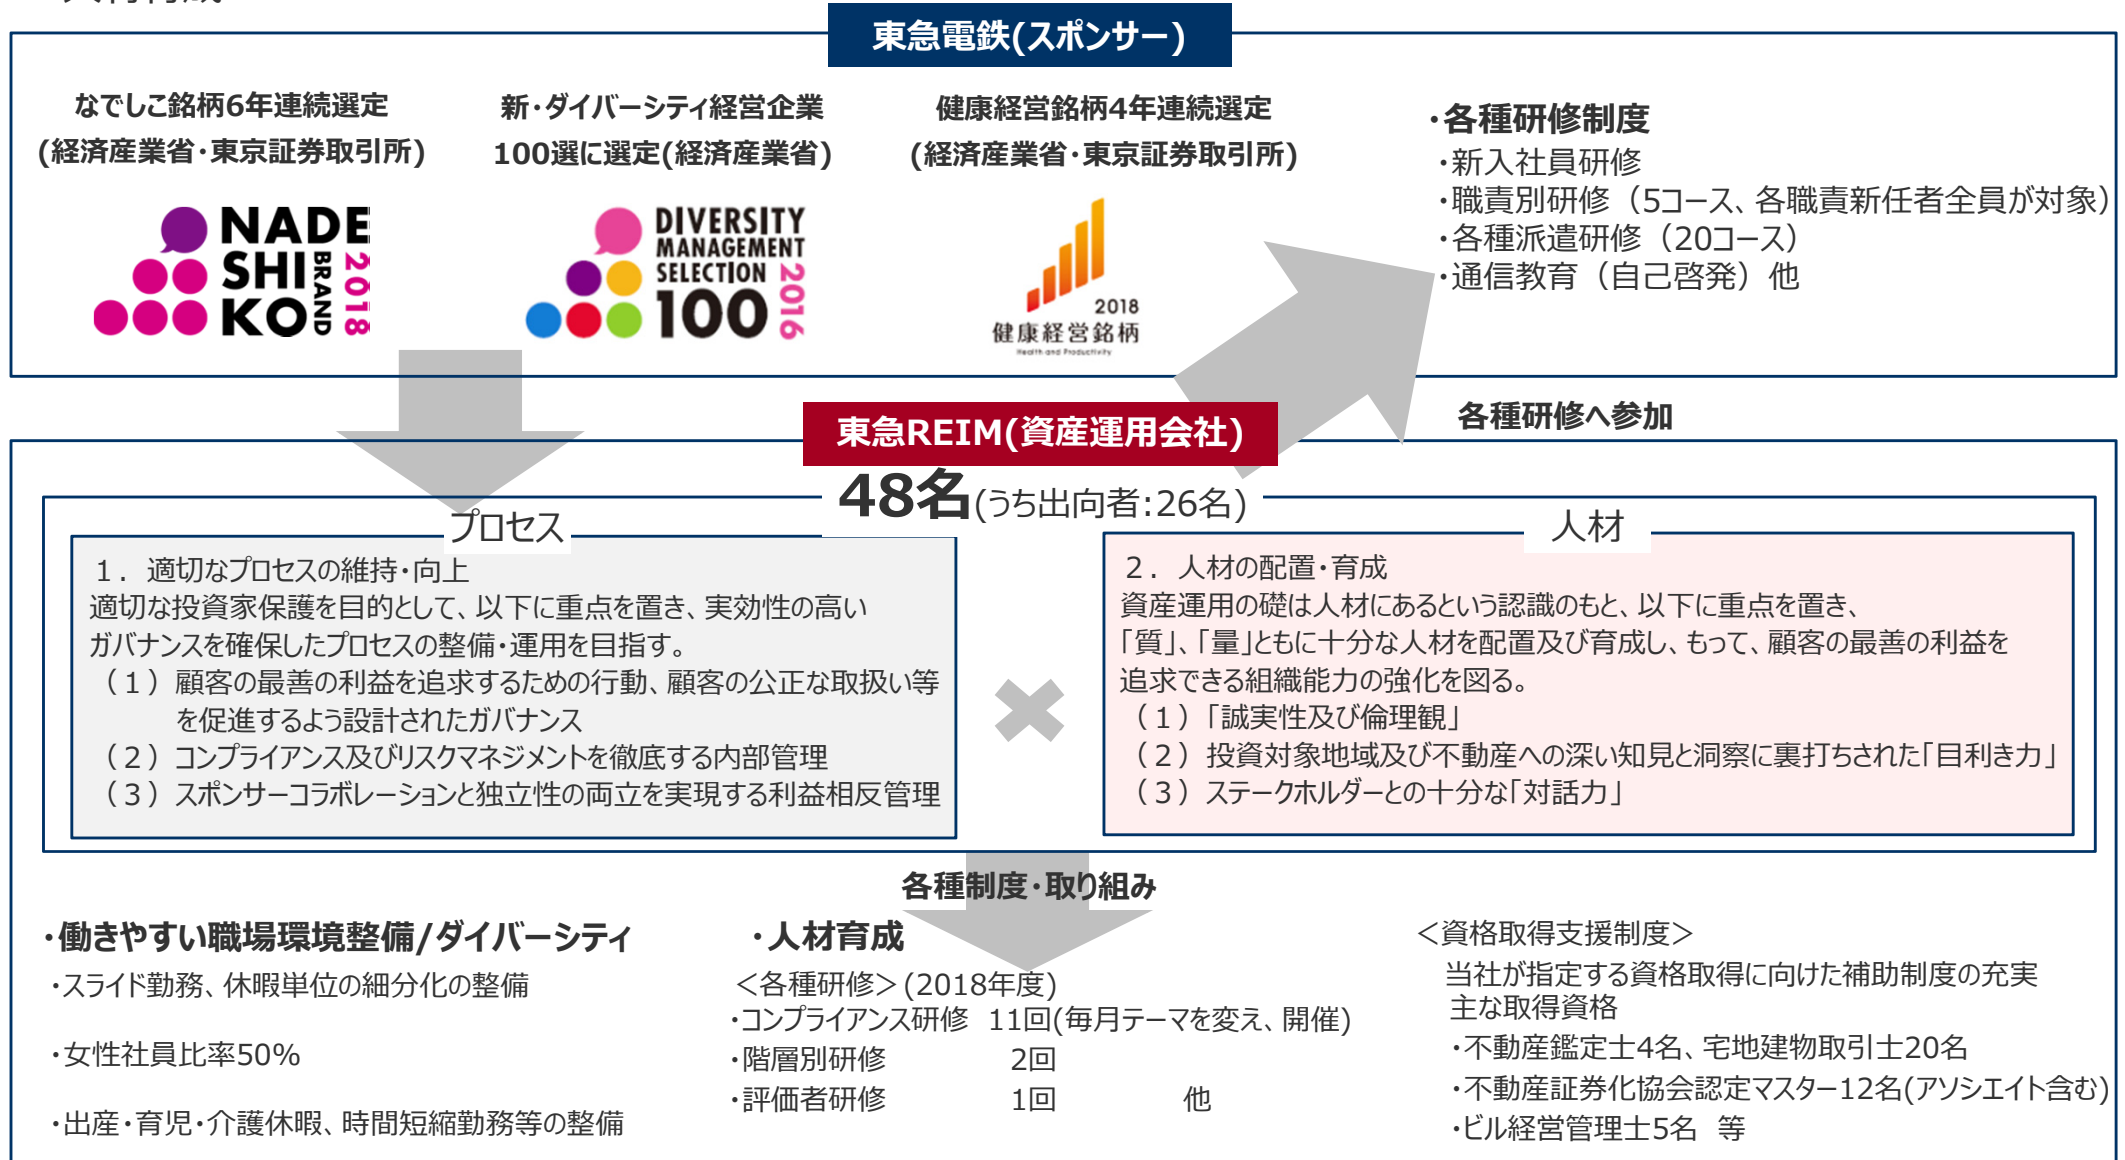 東急電鉄(スポンサー)
なでしこ銘柄6年連続選定
(経済産業省・東京証券取引所)
NADE
SHI
KO
BRAND
2018
新・ダイバーシティ経営企業
100選に選定(経済産業省)
DIVERSITY
MANAGEMENT
SELECTION
100
2016
健康経営銘柄4年連続選定
(経済産業省・東京証券取引所)
2018
健康経営銘柄
Health and Productivity
・各種研修制度
・新入社員研修
・職責別研修（5コース、各職責新任者全員が対象）
・各種派遣研修（20コース）
・通信教育（自己啓発）他
各種研修へ参加
東急REIM(資産運用会社)
48名(うち出向者:26名)
プロセス
１．適切なプロセスの維持・向上
適切な投資家保護を目的として、以下に重点を置き、実効性の高い
ガバナンスを確保したプロセスの整備・運用を目指す。
（１）顧客の最善の利益を追求するための行動、顧客の公正な取扱い等
を促進するよう設計されたガバナンス
（２）コンプライアンス及びリスクマネジメントを徹底する内部管理
（３）スポンサーコラボレーションと独立性の両立を実現する利益相反管理
人材
２．人材の配置・育成
資産運用の礎は人材にあるという認識のもと、以下に重点を置き、
「質」、「量」ともに十分な人材を配置及び育成し、もって、顧客の最善の利益を
追求できる組織能力の強化を図る。
（１）「誠実性及び倫理観」
（２）投資対象地域及び不動産への深い知見と洞察に裏打ちされた「目利き力」
（３）ステークホルダーとの十分な「対話力」
各種制度・取り組み
・働きやすい職場環境整備/ダイバーシティ
・スライド勤務、休暇単位の細分化の整備
・女性社員比率50%
・出産・育児・介護休暇、時間短縮勤務等の整備
・人材育成
＜各種研修＞(2018年度)
・コンプライアンス研修 11回(毎月テーマを変え、開催)
・階層別研修 2回
・評価者研修 1回 他
＜資格取得支援制度＞
当社が指定する資格取得に向けた補助制度の充実
主な取得資格
・不動産鑑定士4名、宅地建物取引士20名
・不動産証券化協会認定マスター12名(アソシエイト含む)
・ビル経営管理士5名 等